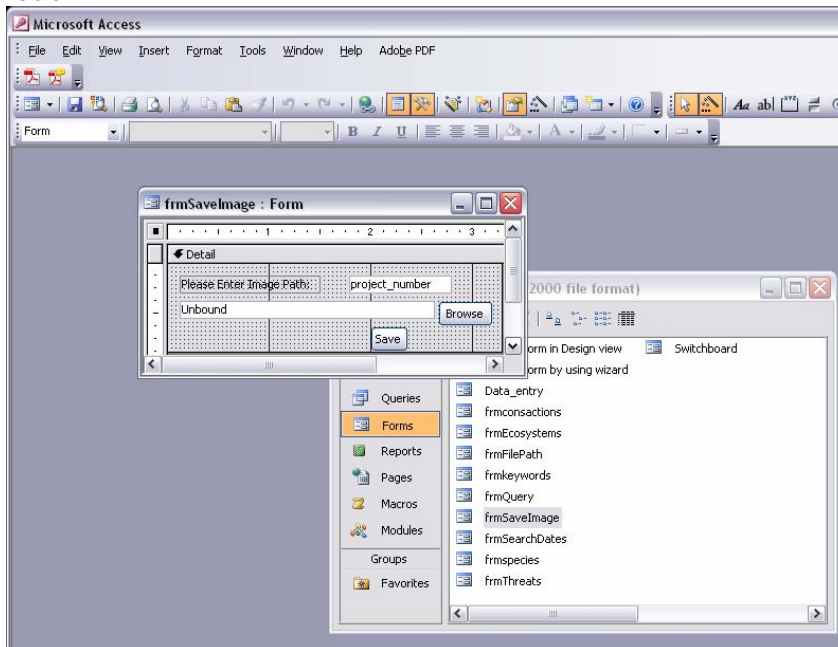 Microsoft Access
File Edit View Insert Format Tools Window Help Adobe PDF
Form B I U A Aa ab|
frmSaveImage : Form
1 2 3
Detail
Please Enter Image Path: project_number
Unbound Browse
Save
2000 file format)
orm in Design view Switchboard
orm by using wizard
Queries Data_entry
frmconsactions
Forms frmEcosystems
Reports frmFilePath
Pages frmkeywords
Macros frmQuery
frmSaveImage
Modules frmSearchDates
Groups frmspecies
Favorites frmThreats